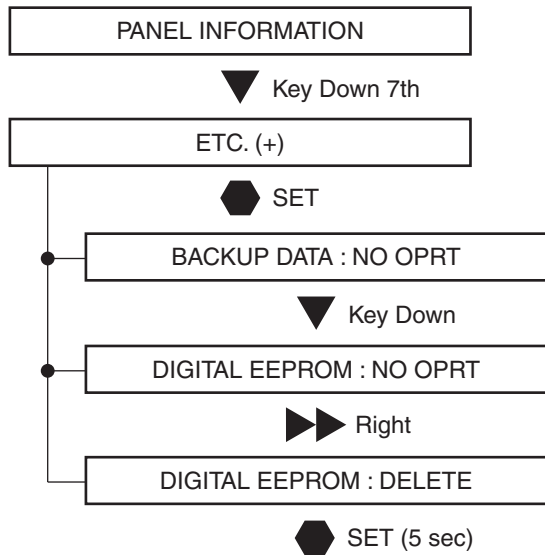 PANEL INFORMATION
Key Down 7th
ETC. (+)
SET
BACKUP DATA : NO OPRT
Key Down
DIGITAL EEPROM : NO OPRT
Right
DIGITAL EEPROM : DELETE
SET (5 sec)